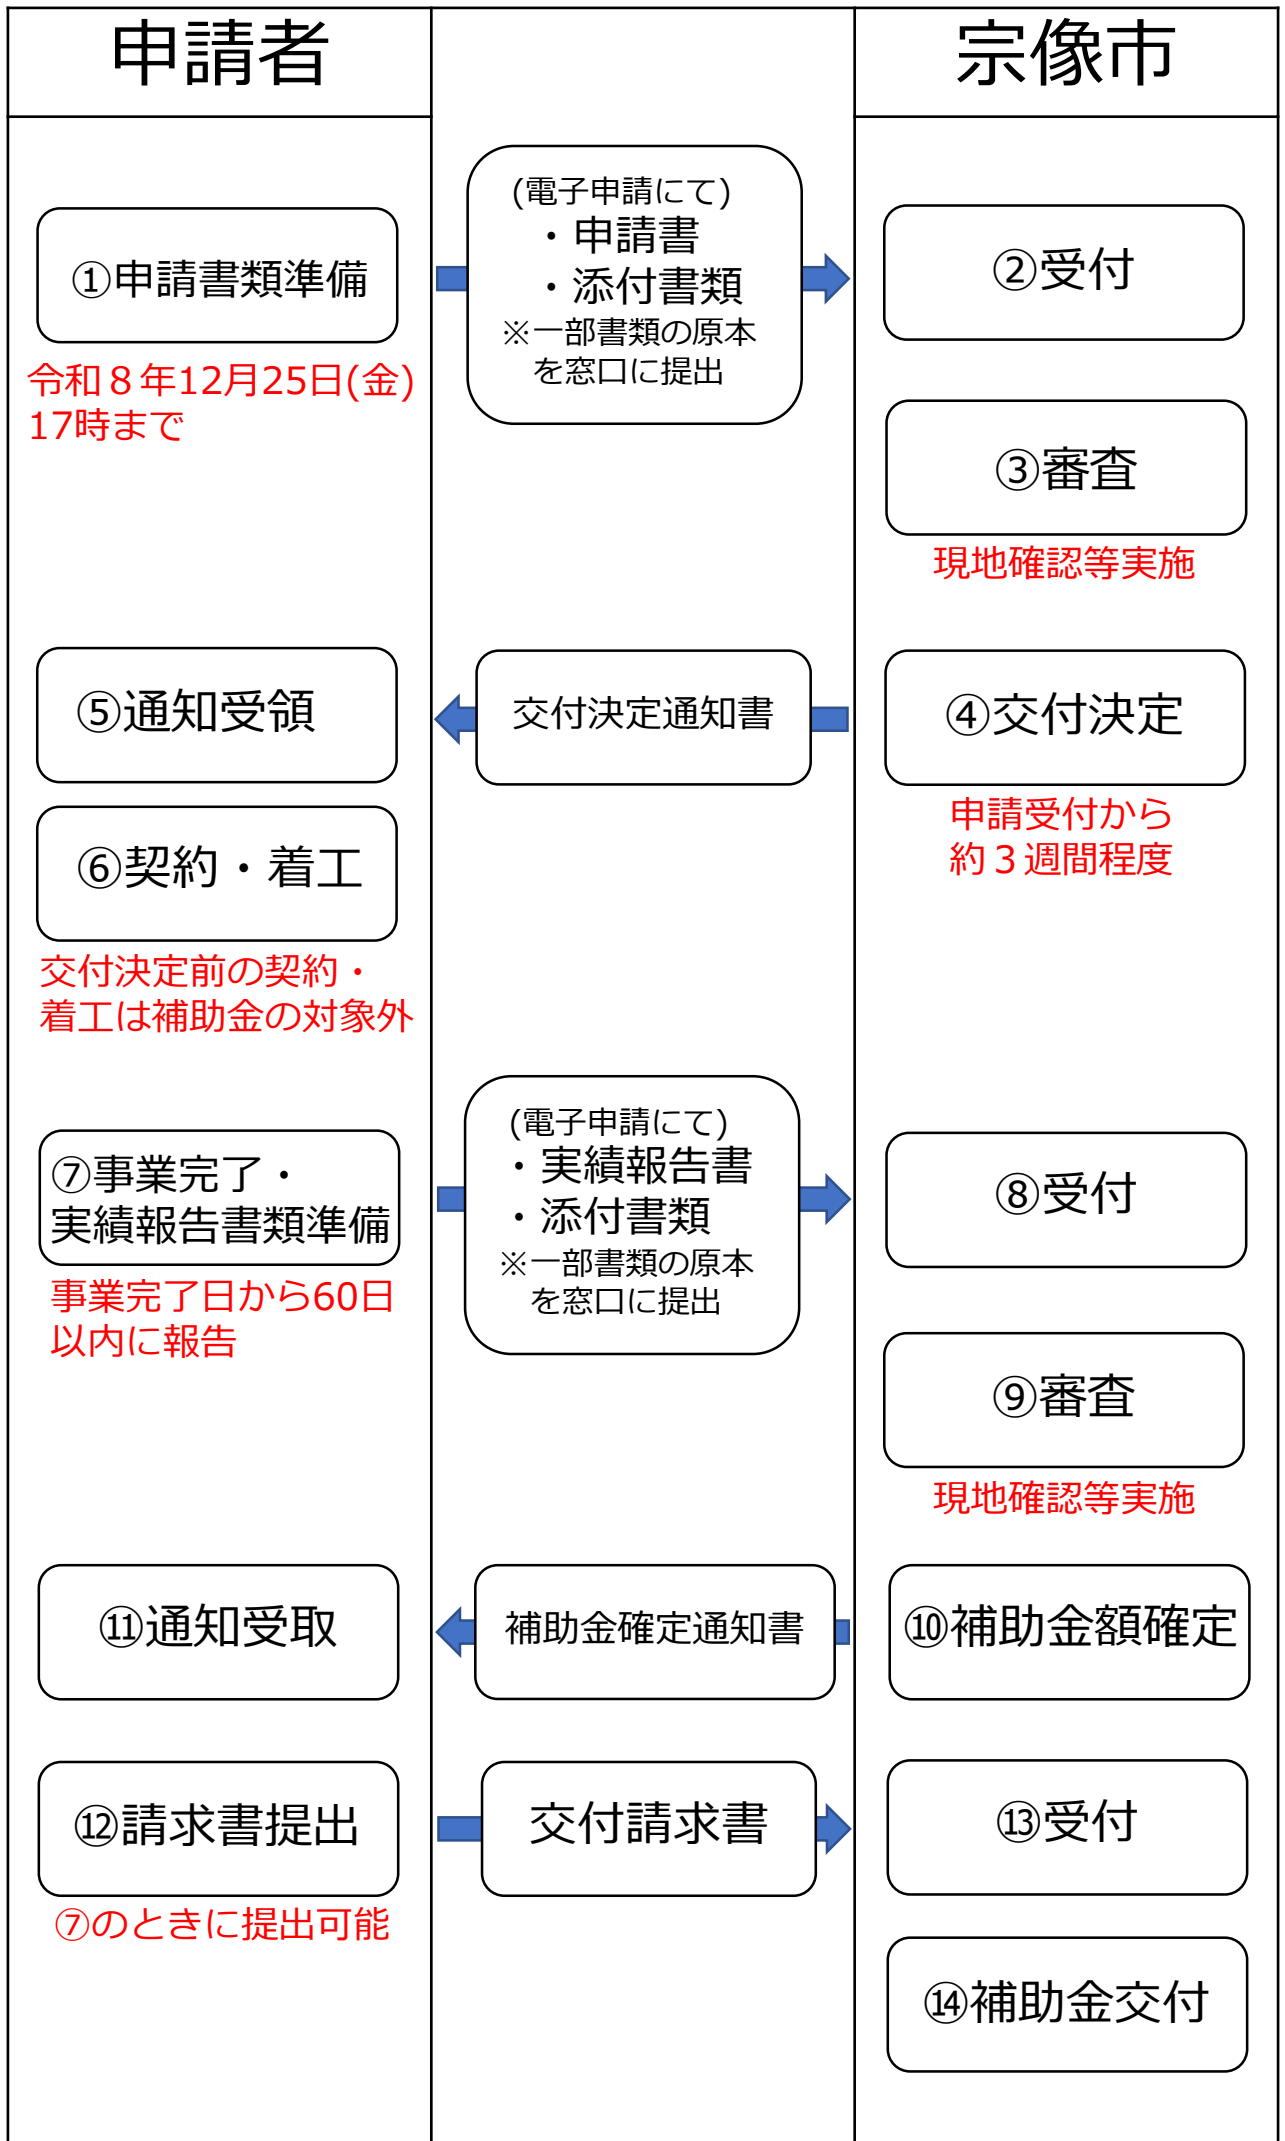 申請者
宗像市
①申請書類準備
令和８年12月25日(金)
17時まで
(電子申請にて)
・申請書
・添付書類
※一部書類の原本
を窓口に提出
②受付
③審査
現地確認等実施
④交付決定
申請受付から
約３週間程度
交付決定通知書
⑤通知受領
⑥契約・着工
交付決定前の契約・
着工は補助金の対象外
⑦事業完了・
実績報告書類準備
事業完了日から60日
以内に報告
(電子申請にて)
・実績報告書
・添付書類
※一部書類の原本
を窓口に提出
⑧受付
⑨審査
現地確認等実施
⑩補助金額確定
補助金確定通知書
⑪通知受取
⑫請求書提出
⑦のときに提出可能
交付請求書
⑬受付
⑭補助金交付